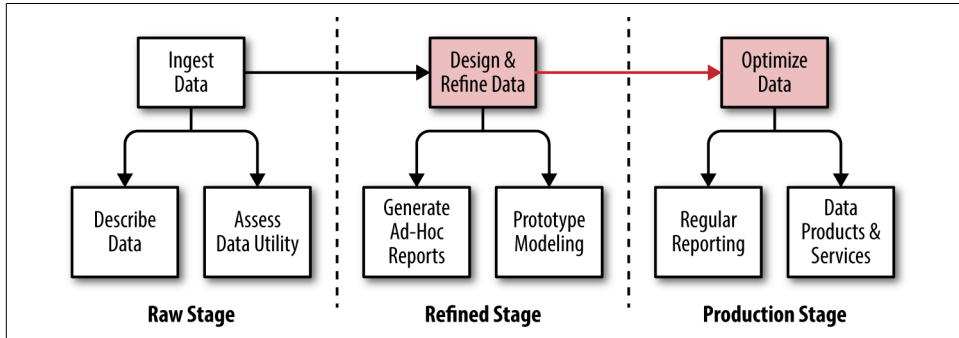 Ingest
Data
Design &
Refine Data
Optimize
Data
Describe
Data
Assess
Data Utility
Generate
Ad-Hoc
Reports
Prototype
Modeling
Regular
Reporting
Data
Products &
Services
Raw Stage
Refined Stage
Production Stage